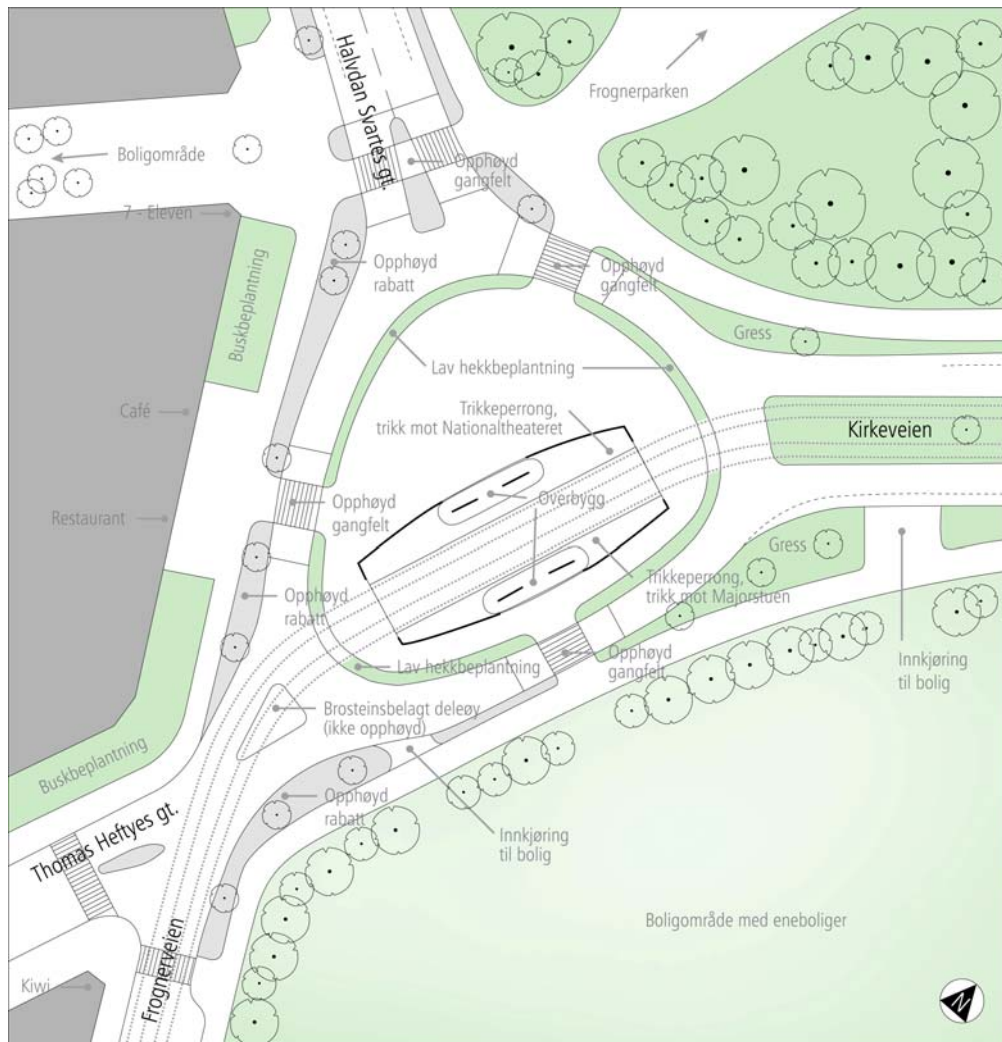 Halvdan Svartes gt.
Frognerparken
Boligområde
Opphøyd
gangfelt
7 - Eleven
Opphøyd
rabatt
Opphøyd
gangfelt
Buskbeplantning
Gress
Lav hekkbeplantning
Café
Trikkeperrong,
trikk mot Nationaltheateret
Kirkeveien
Opphøyd
gangfelt
Overbygg
Restaurant
Gress
Trikkeperrong,
trikk mot Majorstuen
Opphøyd
rabatt
Lav hekkbeplantning
Opphøyd
gangfelt
Innkjøring
til bolig
Brosteinsbelagt deleøy
(ikke opphøyd)
Buskbeplantning
Opphøyd
rabatt
Thomas Heftyes gt.
Innkjøring
til bolig
Boligområde med eneboliger
Frognerveien
Kiwi
N